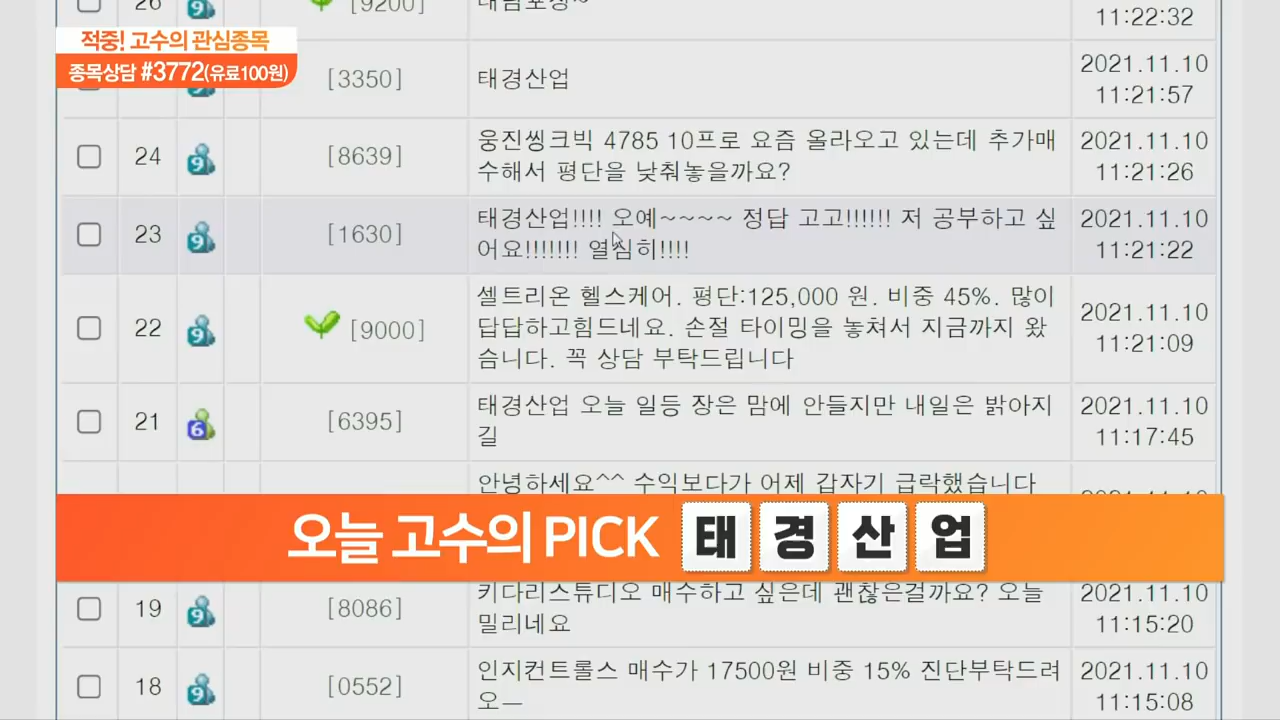 26 [9200] 대림포장~
11:22:32
적중! 고수의 관심종목
종목상담 #3772(유료100원)
[3350] 태경산업 2021.11.10
11:21:57
24 [8639] 웅진씽크빅 4785 10프로 요즘 올라오고 있는데 추가매 2021.11.10
수해서 평단을 낮춰놓을까요? 11:21:26
23 [1630] 태경산업!!!! 오예~~~~ 정답 고고!!!!!! 저 공부하고 싶 2021.11.10
어요!!!!!!! 열심히!!!! 11:21:22
22 [9000] 셀트리온 헬스케어. 평단:125,000 원. 비중 45%. 많이 2021.11.10
답답하고힘드네요. 손절 타이밍을 놓쳐서 지금까지 왔 11:21:09
습니다. 꼭 상담 부탁드립니다
21 [6395] 태경산업 오늘 일등 장은 맘에 안들지만 내일은 밝아지 2021.11.10
길 11:17:45
안녕하세요^^ 수익보다가 어제 갑자기 급락했습니다
오늘 고수의 PICK 태경산업
19 [8086] 키다리스튜디오 매수하고 싶은데 괜찮은걸까요? 오늘 2021.11.10
밀리네요 11:15:20
18 [0552] 인지컨트롤스 매수가 17500원 비중 15% 진단부탁드려 2021.11.10
오ㅡ 11:15:08